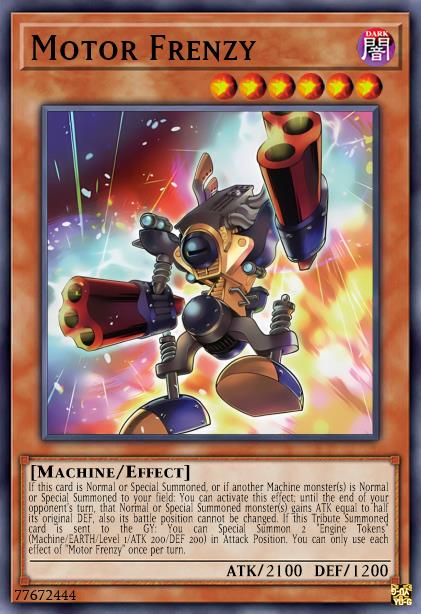 Motor Frenzy
DARK
闇
[Machine/Effect]
If this card is Normal or Special Summoned, or if another Machine monster(s) is Normal
or Special Summoned to your field: You can activate this effect; until the end of your
opponent's turn, that Normal or Special Summoned monster(s) gains ATK equal to half
its original DEF, also its battle position cannot be changed. If this Tribute Summoned
card is sent to the GY: You can Special Summon 2 "Engine Tokens"
(Machine/EARTH/Level 1/ATK 200/DEF 200) in Attack Position. You can only use each
effect of "Motor Frenzy" once per turn.
ATK/2100 DEF/1200
77672444